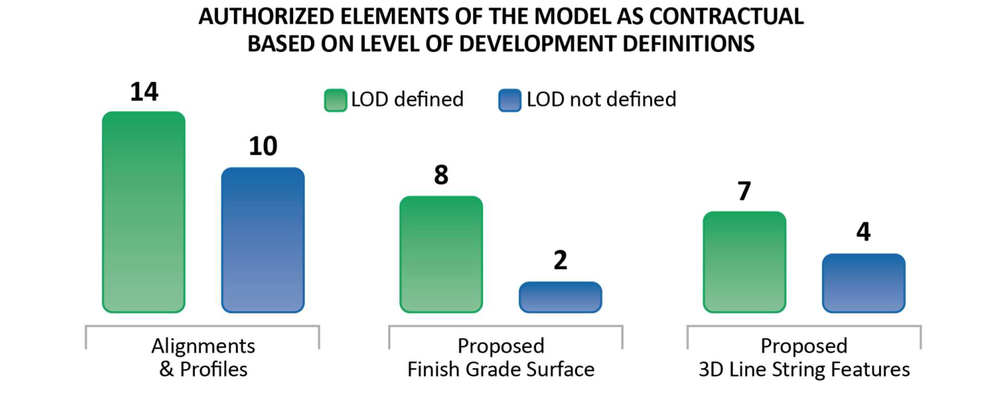 AUTHORIZED ELEMENTS OF THE MODEL AS CONTRACTUAL
BASED ON LEVEL OF DEVELOPMENT DEFINITIONS
LOD defined
LOD not defined
14
10
8
2
7
4
Alignments
& Profiles
Proposed
Finish Grade Surface
Proposed
3D Line String Features